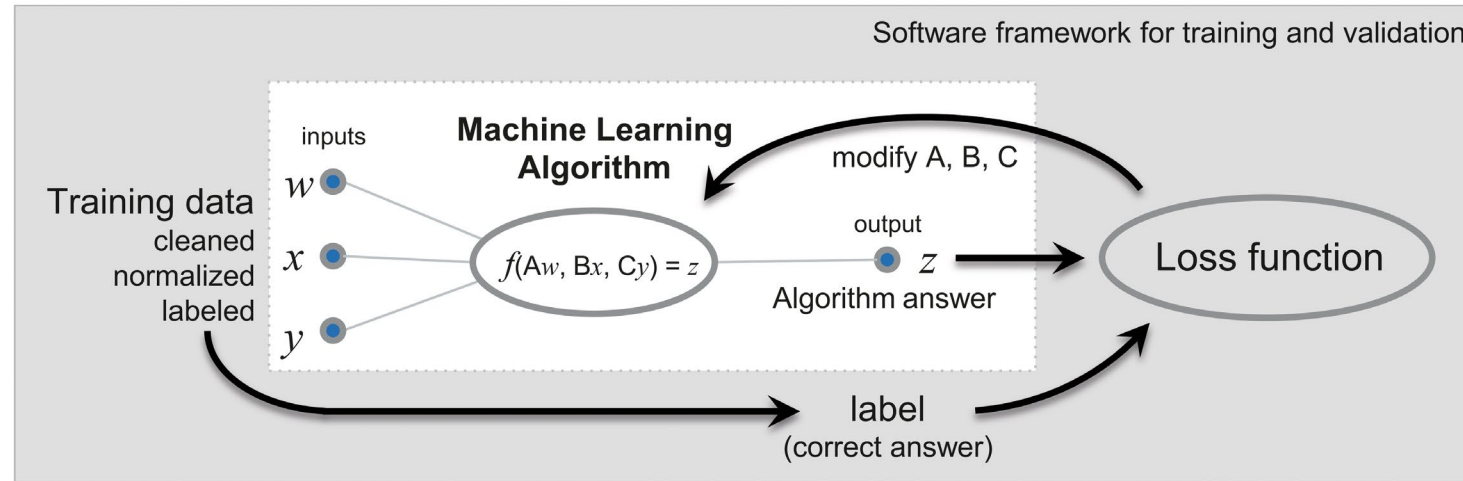 Software framework for training and validation
inputs
Machine Learning
Algorithm
modify A, B, C
w
Training data
cleaned
normalized
labeled
x
y
f(Aw, Bx, Cy) = z
output
z
Algorithm answer
Loss function
label
(correct answer)